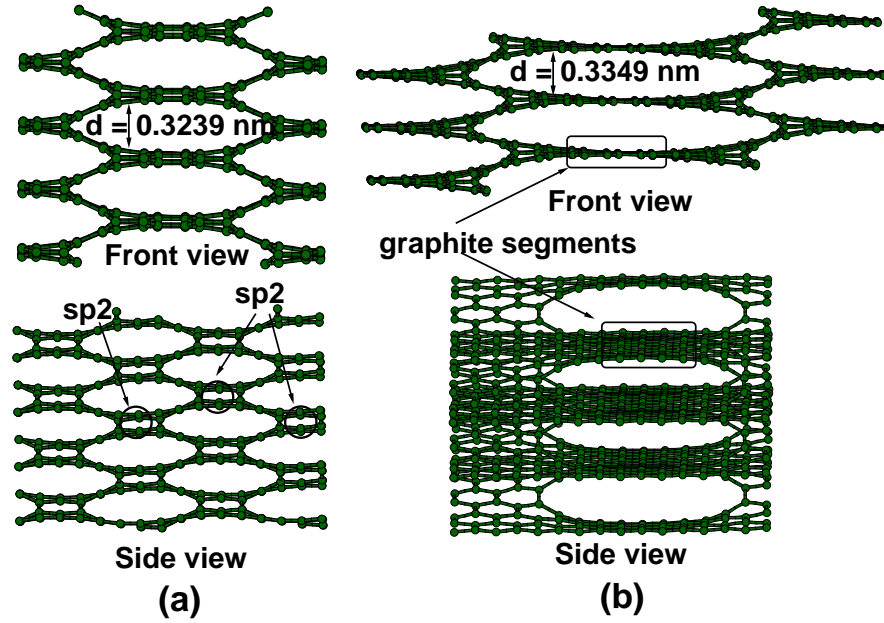 d = 0.3239 nm
Front view
sp2
sp2
Side view
(a)
d = 0.3349 nm
Front view
graphite segments
Side view
(b)